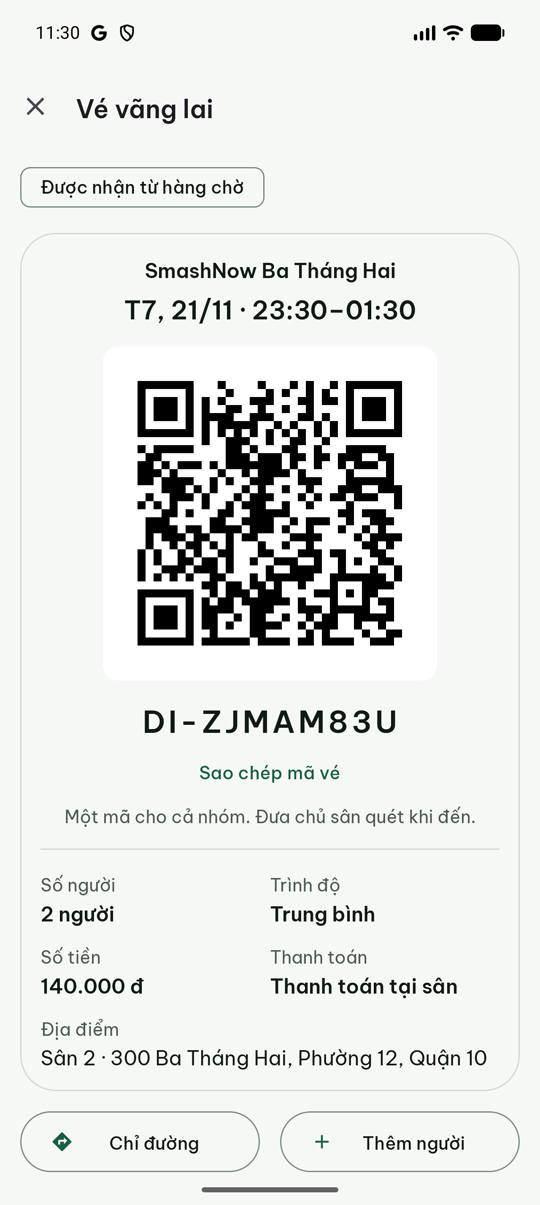 11:30
Vé vãng lai
Được nhận từ hàng chờ
SmashNow Ba Tháng Hai
T7, 21/11 · 23:30–01:30
DI-ZJMAM83U
Sao chép mã vé
Một mã cho cả nhóm. Đưa chủ sân quét khi đến.
Số người
2 người
Trình độ
Trung bình
Số tiền
140.000 đ
Thanh toán
Thanh toán tại sân
Địa điểm
Sân 2 · 300 Ba Tháng Hai, Phường 12, Quận 10
Chỉ đường
Thêm người